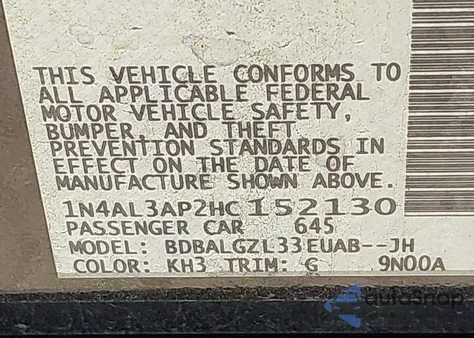 THIS VEHICLE CONFORMS TO
ALL APPLICABLE FEDERAL
MOTOR VEHICLE SAFETY,
BUMPER, AND THEFT
PREVENTION STANDARDS IN
EFFECT ON THE DATE OF
MANUFACTURE SHOWN ABOVE.
1N4AL3AP2HC152130
PASSENGER CAR 645
MODEL: BDBALGZL33EUAB--JH
COLOR: KH3 TRIM: G 9N00A
autosnap